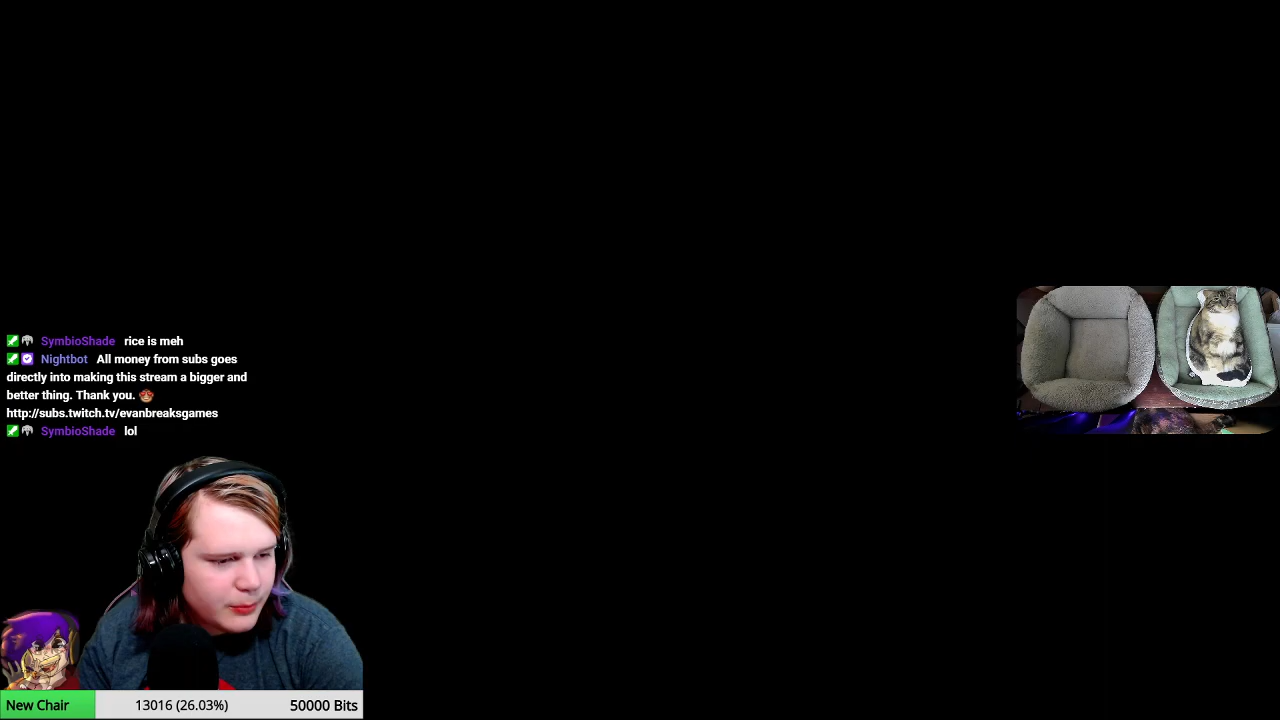 SymbioShade rice is meh
Nightbot All money from subs goes
directly into making this stream a bigger and
better thing. Thank you.
http://subs.twitch.tv/evanbreaksgames
SymbioShade lol
New Chair 13016 (26.03%) 50000 Bits